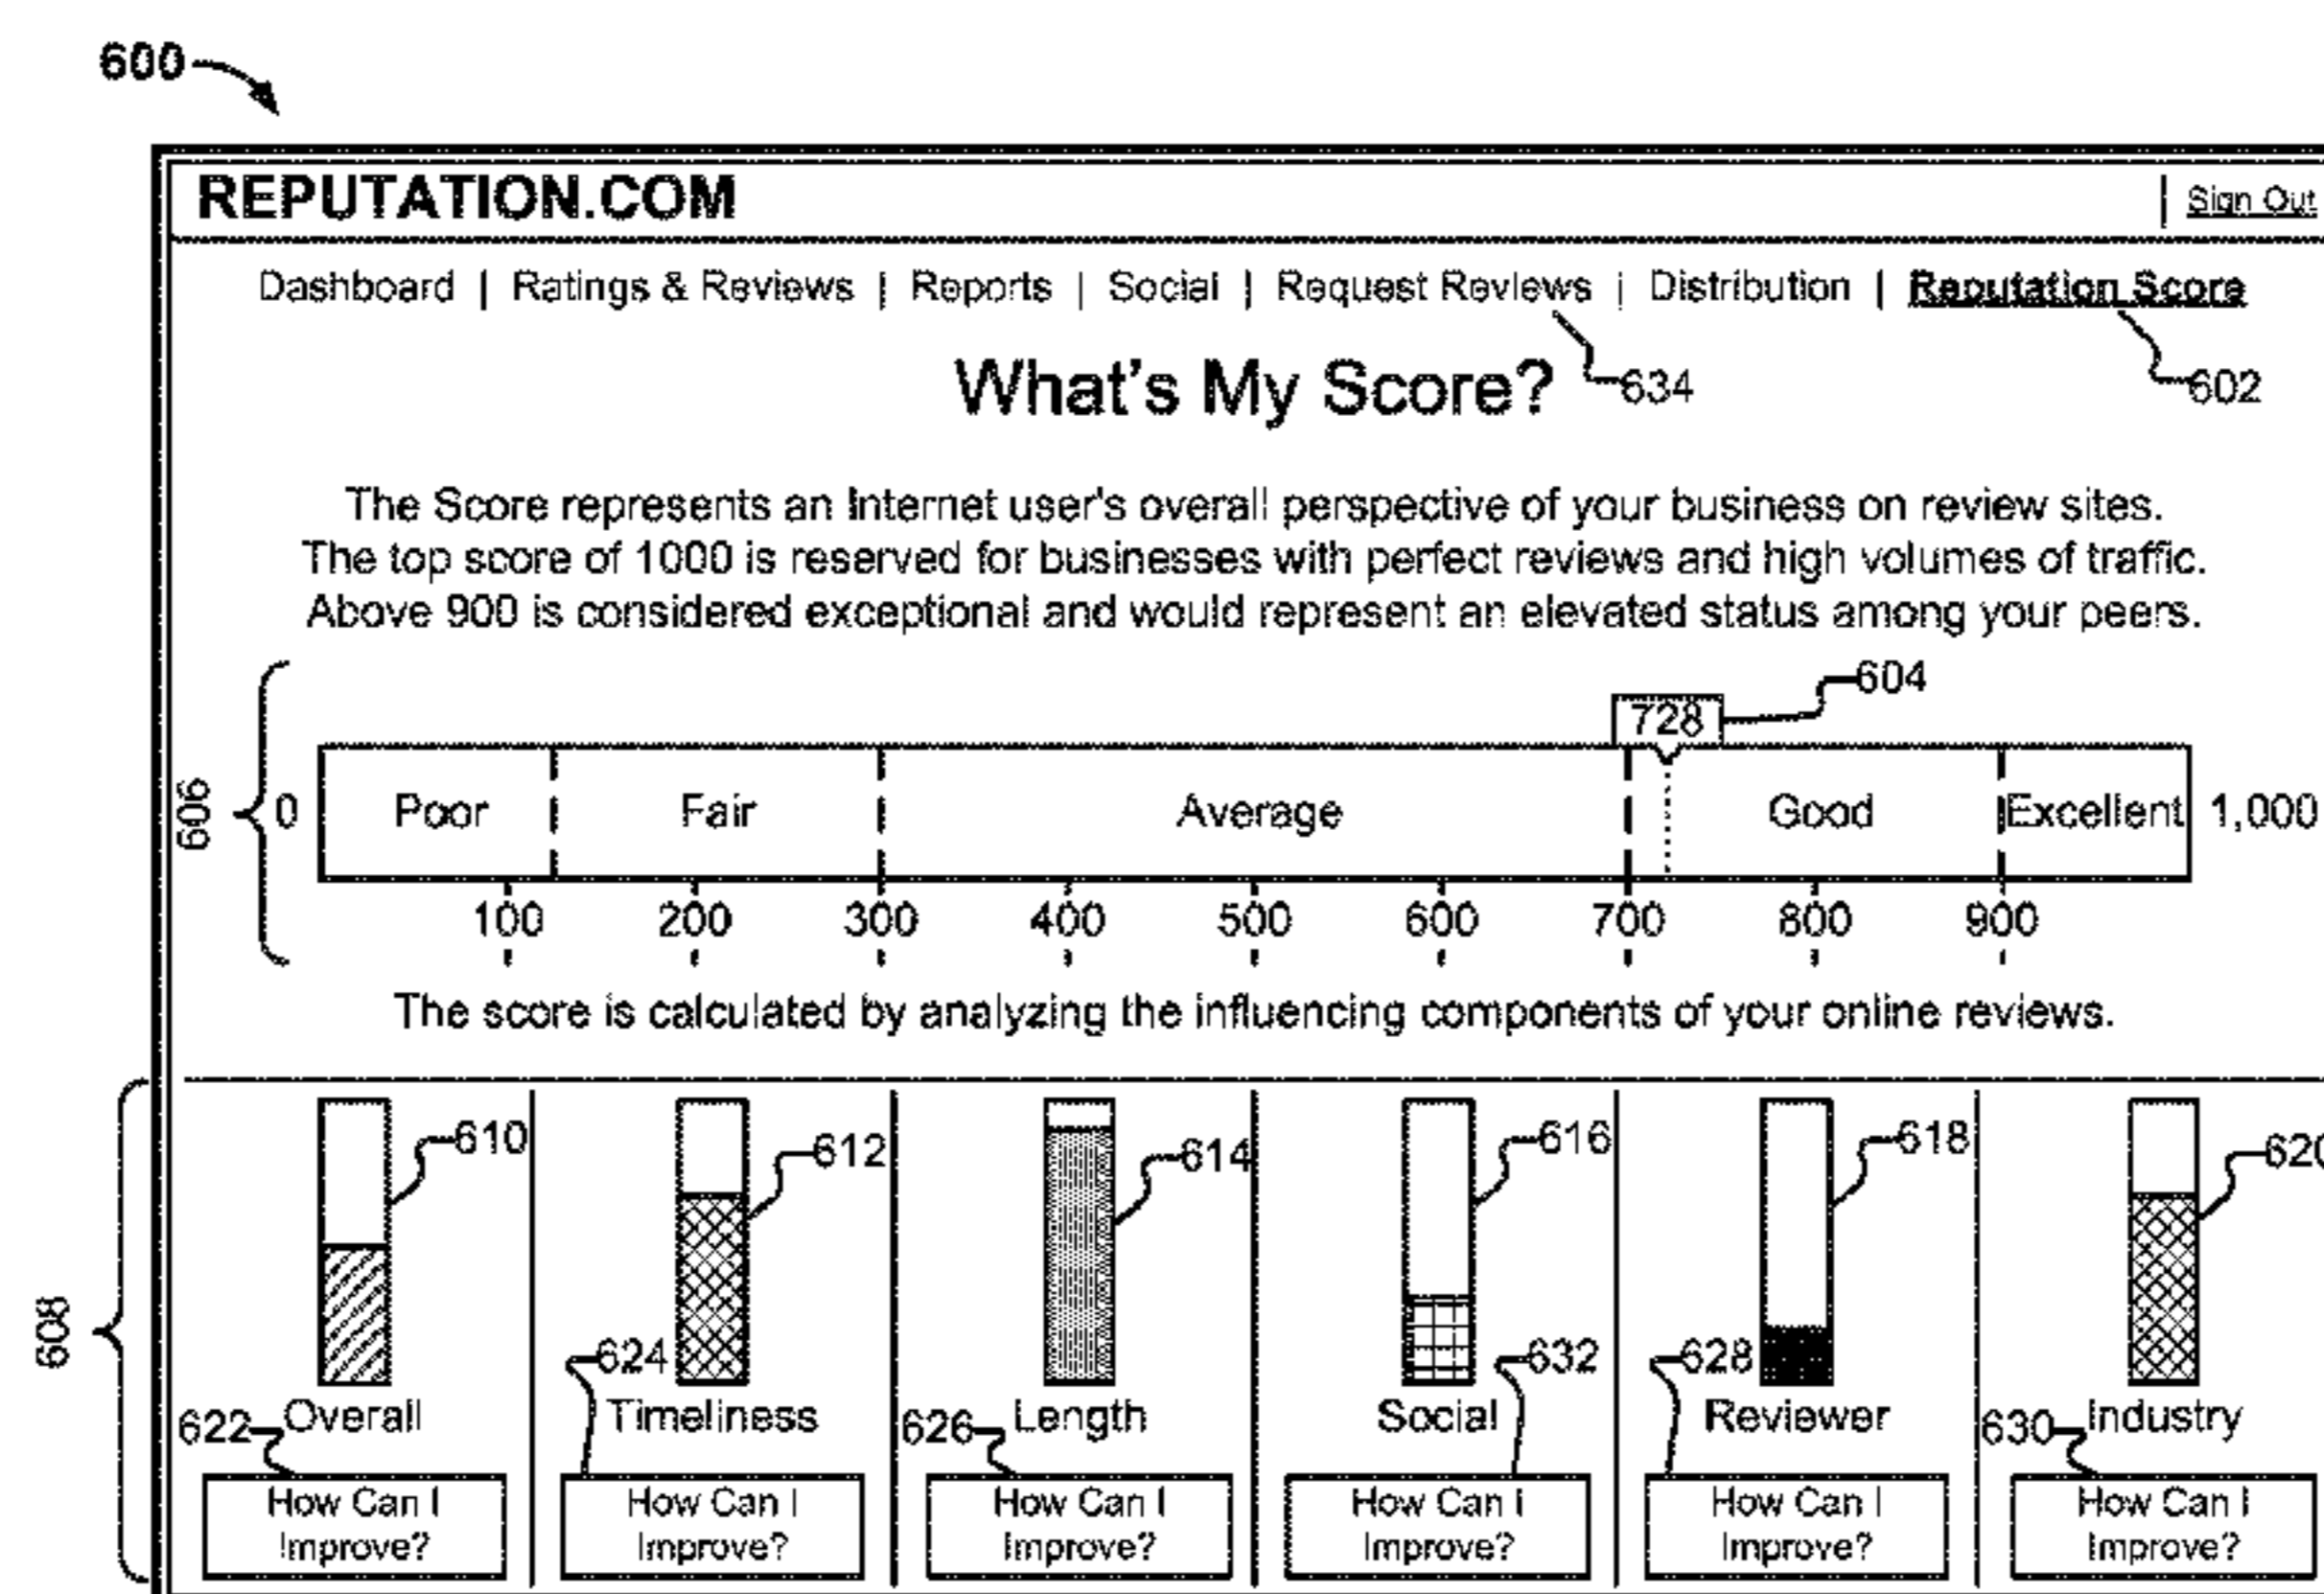 600
REPUTATION.COM | Sign Out
Dashboard | Ratings & Reviews | Reports | Social | Request Reviews | Distribution | Reputation Score
What's My Score? 634 602
The Score represents an Internet user's overall perspective of your business on review sites.
The top score of 1000 is reserved for businesses with perfect reviews and high volumes of traffic.
Above 900 is considered exceptional and would represent an elevated status among your peers.
604
728
606 0 Poor Fair Average Good Excellent 1,000
100 200 300 400 500 600 700 800 900
The score is calculated by analyzing the influencing components of your online reviews.
610 612 614 616 618 620
608 624 632 628
622 Overall Timeliness 626 Length Social Reviewer 630 Industry
How Can I How Can I How Can I How Can I How Can I How Can I
Improve? Improve? Improve? Improve? Improve? Improve?